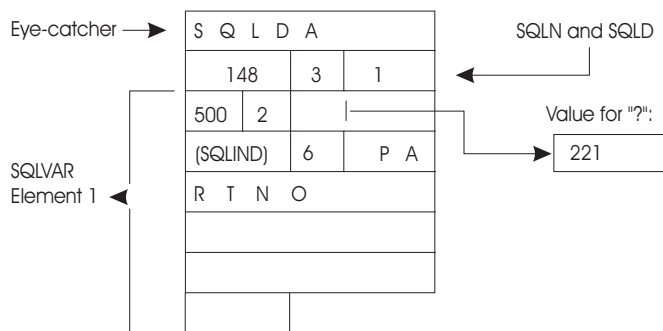 Eye-catcher
S Q L D A
SQLN and SQLD
148 3 1
500 2
Value for "?":
221
(SQLIND) 6 P A
SQLVAR
Element 1
R T N O